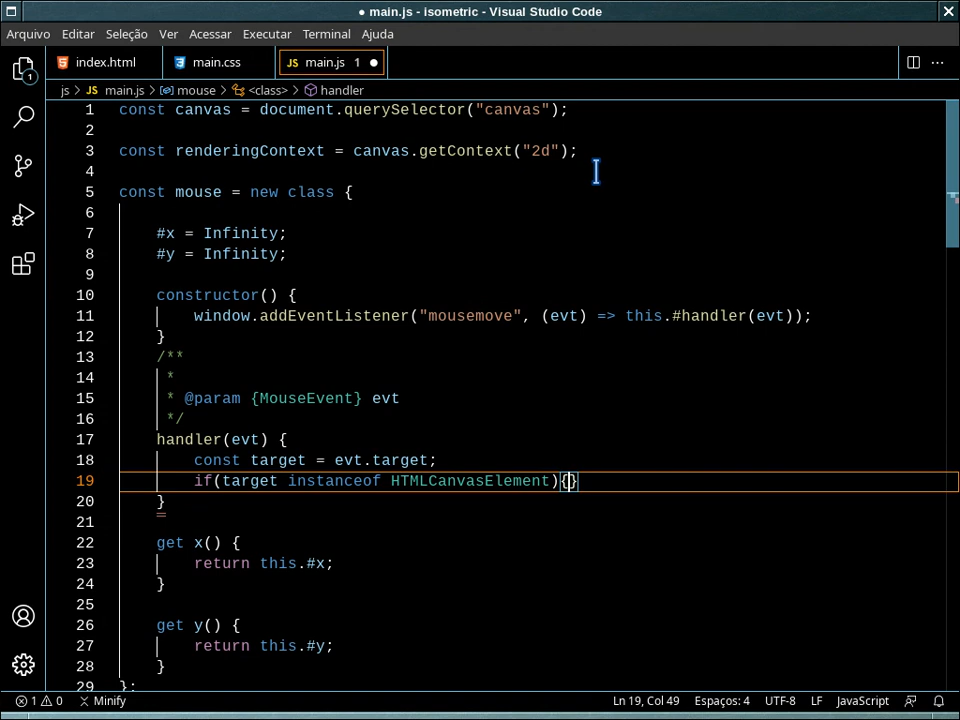 ● main.js - isometric - Visual Studio Code
Arquivo Editar Seleção Ver Acessar Executar Terminal Ajuda
index.html main.css JS main.js 1 ●
js > JS main.js > mouse > <class> > handler
1 const canvas = document.querySelector("canvas");
2
3 const renderingContext = canvas.getContext("2d");
4
5 const mouse = new class {
6
7 #x = Infinity;
8 #y = Infinity;
9
10 constructor() {
11 window.addEventListener("mousemove", (evt) => this.#handler(evt));
12 }
13 /**
14 *
15 * @param {MouseEvent} evt
16 */
17 handler(evt) {
18 const target = evt.target;
19 if(target instanceof HTMLCanvasElement){}
20 }
21
22 get x() {
23 return this.#x;
24 }
25
26 get y() {
27 return this.#y;
28 }
29 };
1
1 0 Minify Ln 19, Col 49 Espaços: 4 UTF-8 LF JavaScript